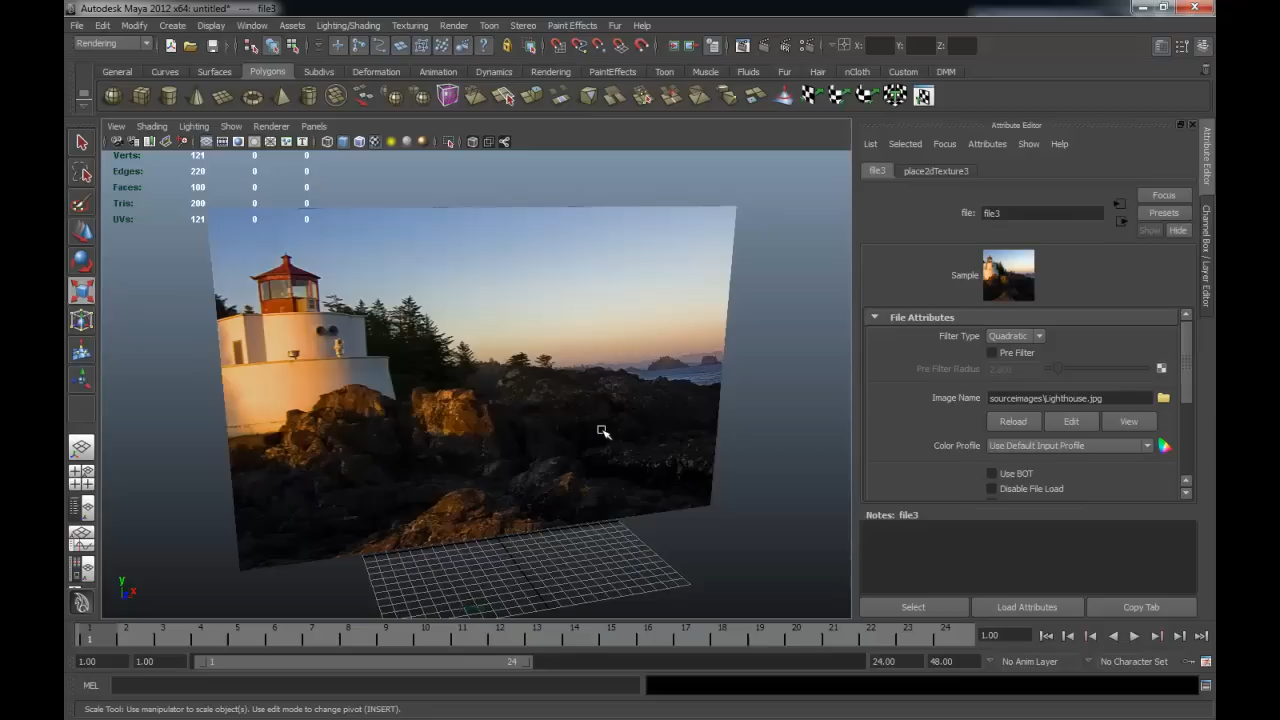 Autodesk Maya 2012 x64: untitled* --- file3
File Edit Modify Create Display Window Assets Lighting/Shading Texturing Render Toon Stereo Paint Effects Fur Help
Rendering X: Y: Z:
General Curves Surfaces Polygons Subdivs Deformation Animation Dynamics Rendering PaintEffects Toon Muscle Fluids Fur Hair nCloth Custom DMM
View Shading Lighting Show Renderer Panels
Verts: 121 0 0
Edges: 220 0 0
Faces: 100 0 0
Tris: 200 0 0
UVs: 121 0 0
y
x
Attribute Editor
List Selected Focus Attributes Show Help
file3 place2dTexture3
Focus
file: file3 Presets
Show Hide
Sample
File Attributes
Filter Type Quadratic
Pre Filter
Pre Filter Radius 2.000
Image Name sourceimages\Lighthouse.jpg
Reload Edit View
Color Profile Use Default Input Profile
Use BOT
Disable File Load
Notes: file3
Select Load Attributes Copy Tab
Attribute Editor
Channel Box / Layer Editor
1 2 3 4 5 6 7 8 9 10 11 12 13 14 15 16 17 18 19 20 21 22 23 24 1.00
1
1.00 1.00 1 24 24.00 48.00 No Anim Layer No Character Set
MEL
Scale Tool: Use manipulator to scale object(s). Use edit mode to change pivot (INSERT).